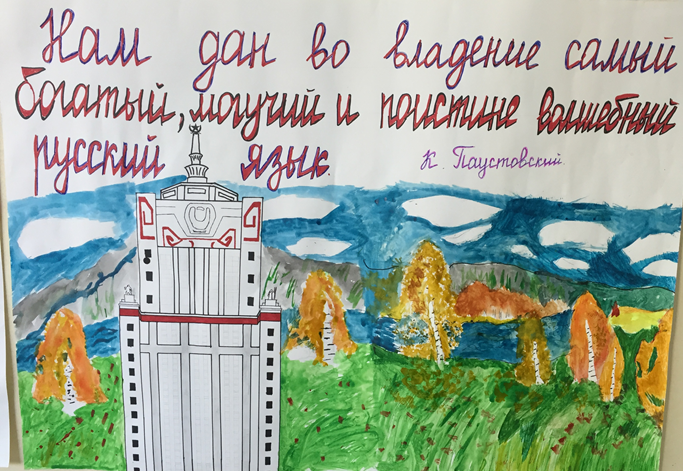 Нам дан во владение самый
богатый, могучий и поистине волшебный
русский язык.
К. Паустовский.